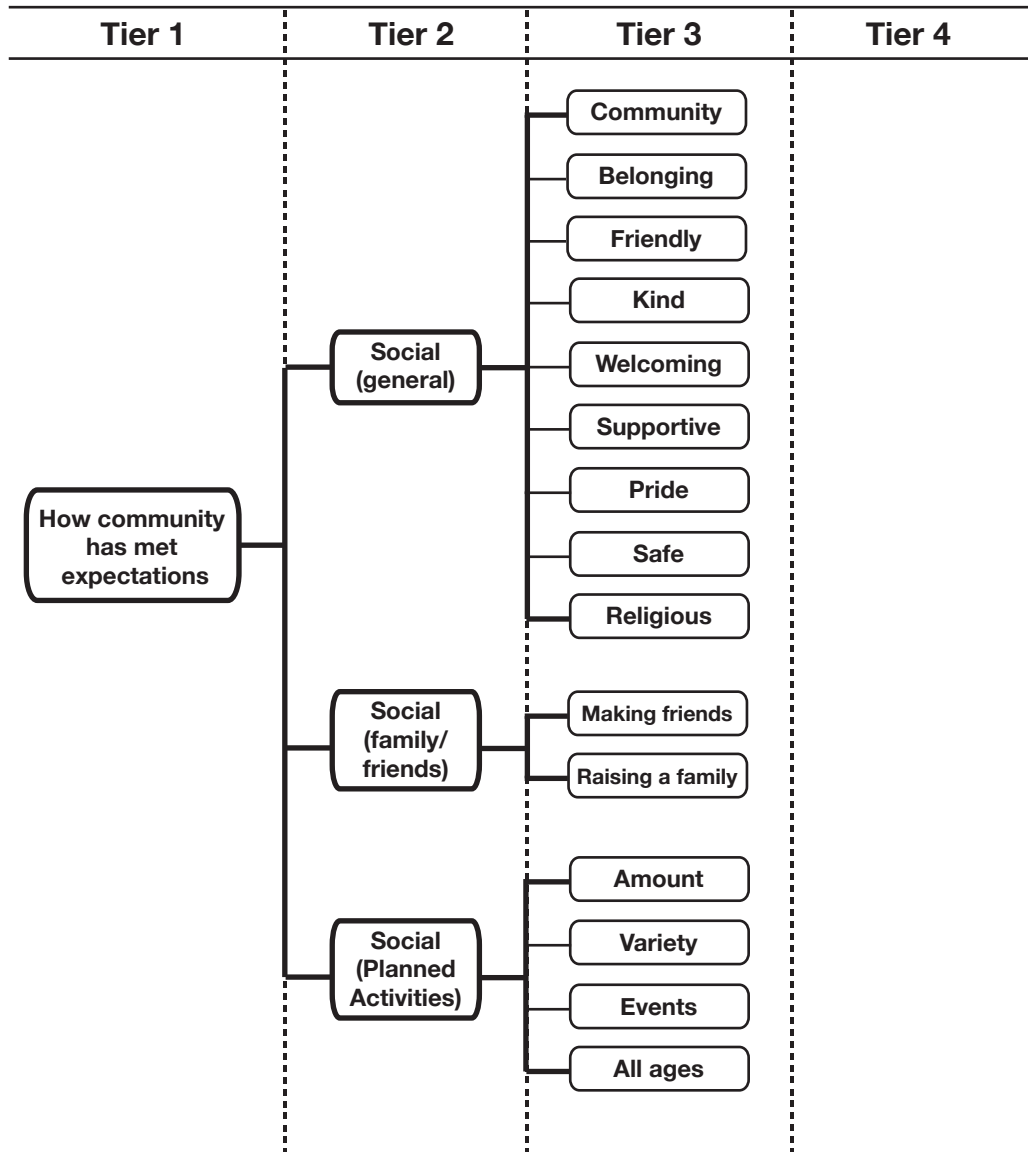 Tier 1 Tier 2 Tier 3 Tier 4
How community
has met
expectations
Social
(general)
Community
Belonging
Friendly
Kind
Welcoming
Supportive
Pride
Safe
Religious
Social
(family/
friends)
Making friends
Raising a family
Social
(Planned
Activities)
Amount
Variety
Events
All ages